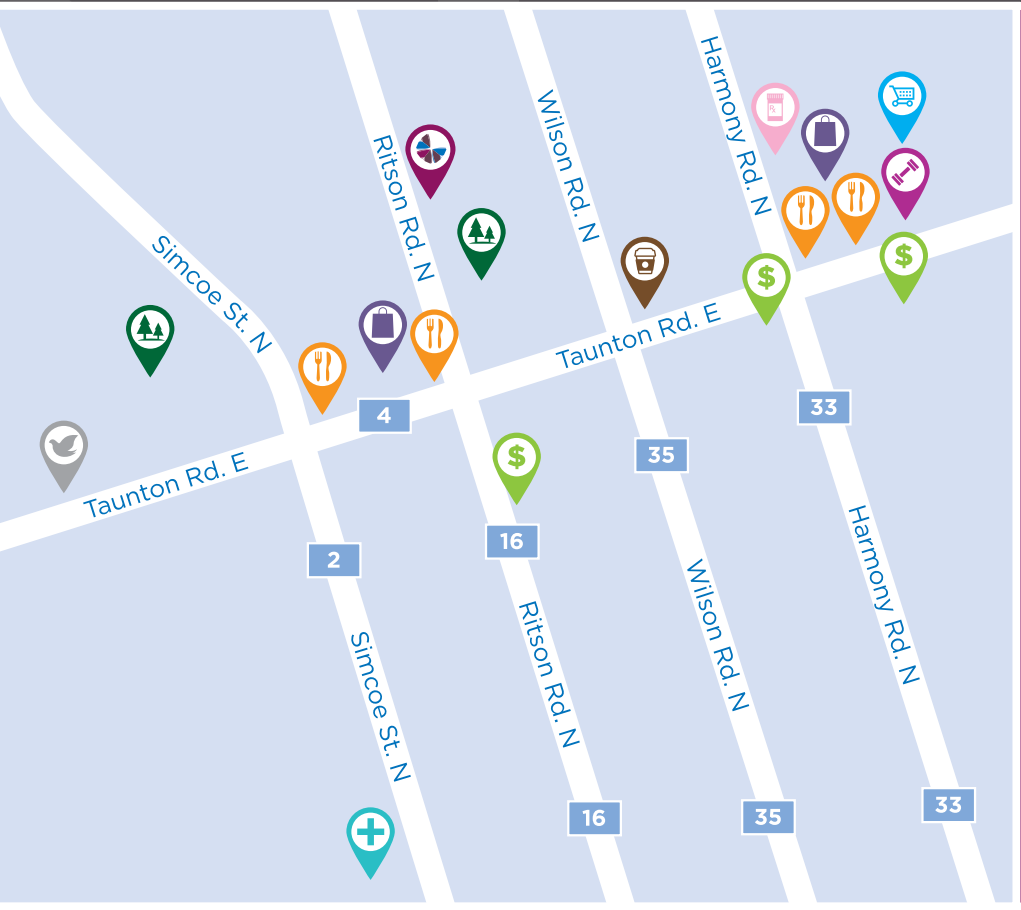 Harmony Rd. N
Wilson Rd. N
Rx
Ritson Rd. N
Simcoe St. N
$
$
Taunton Rd. E
4
33
35
$
Taunton Rd. E
16
2
Harmony Rd. N
Wilson Rd. N
Ritson Rd. N
Simcoe St. N
33
16
35